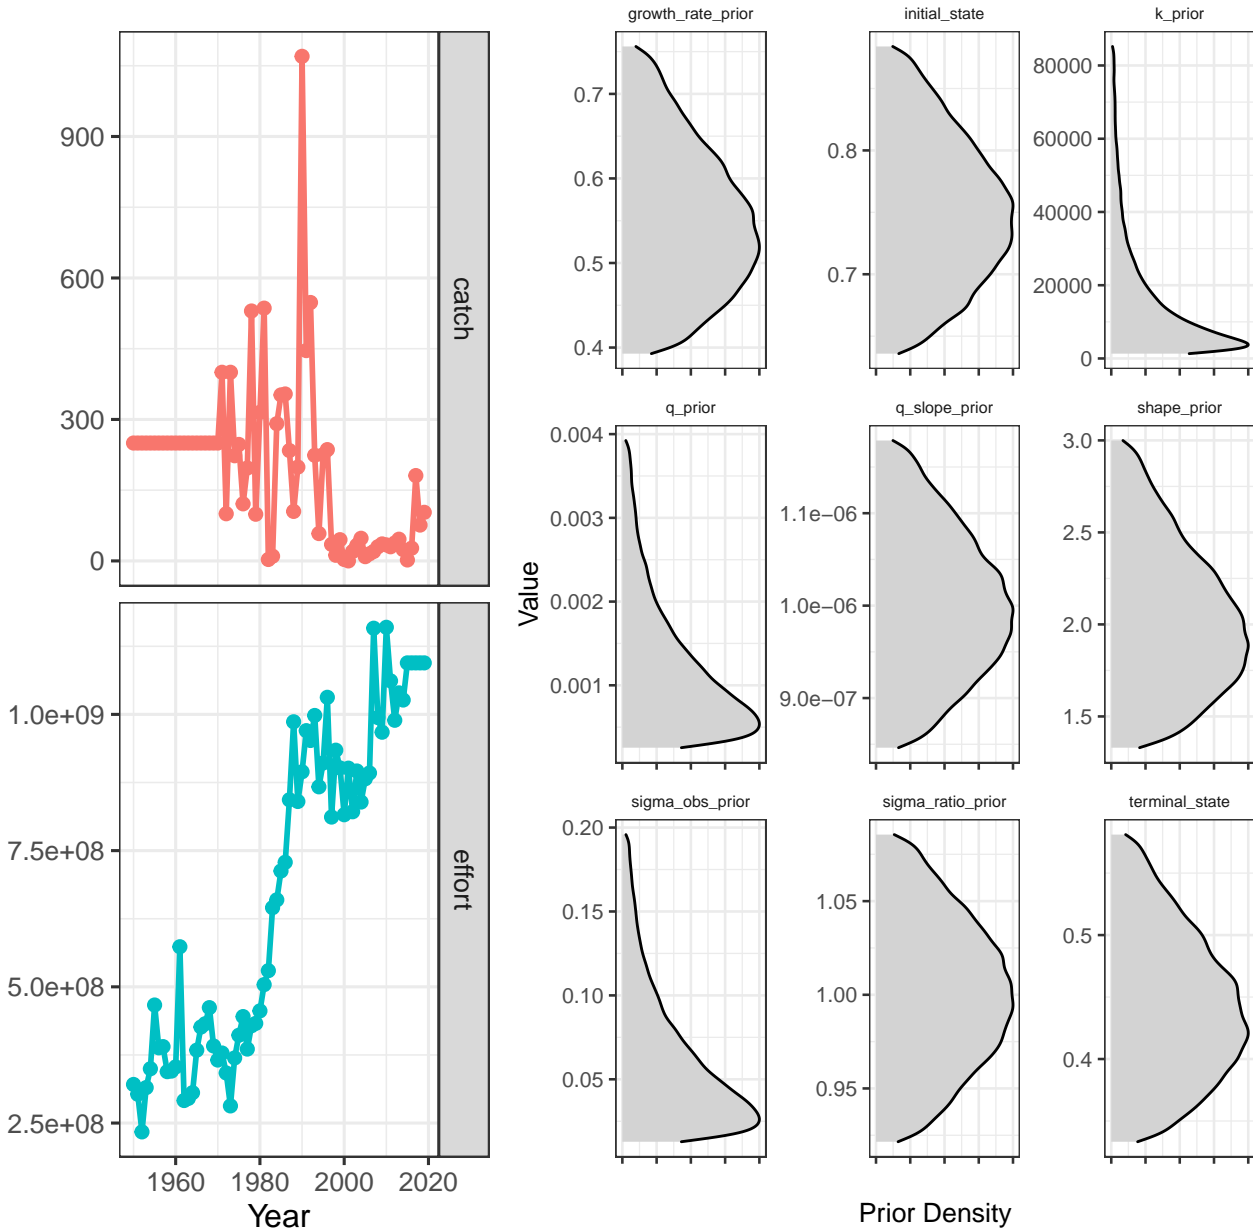 900
600
300
0
catch
1.0e+09
7.5e+08
5.0e+08
2.5e+08
effort
1960 1980 2000 2020
Year
growth_rate_prior
0.7
0.6
0.5
0.4
initial_state
0.8
0.7
k_prior
80000
60000
40000
20000
0
Value
q_prior
0.004
0.003
0.002
0.001
q_slope_prior
1.1e−06
1.0e−06
9.0e−07
shape_prior
3.0
2.5
2.0
1.5
sigma_obs_prior
0.20
0.15
0.10
0.05
sigma_ratio_prior
1.05
1.00
0.95
terminal_state
0.5
0.4
Prior Density